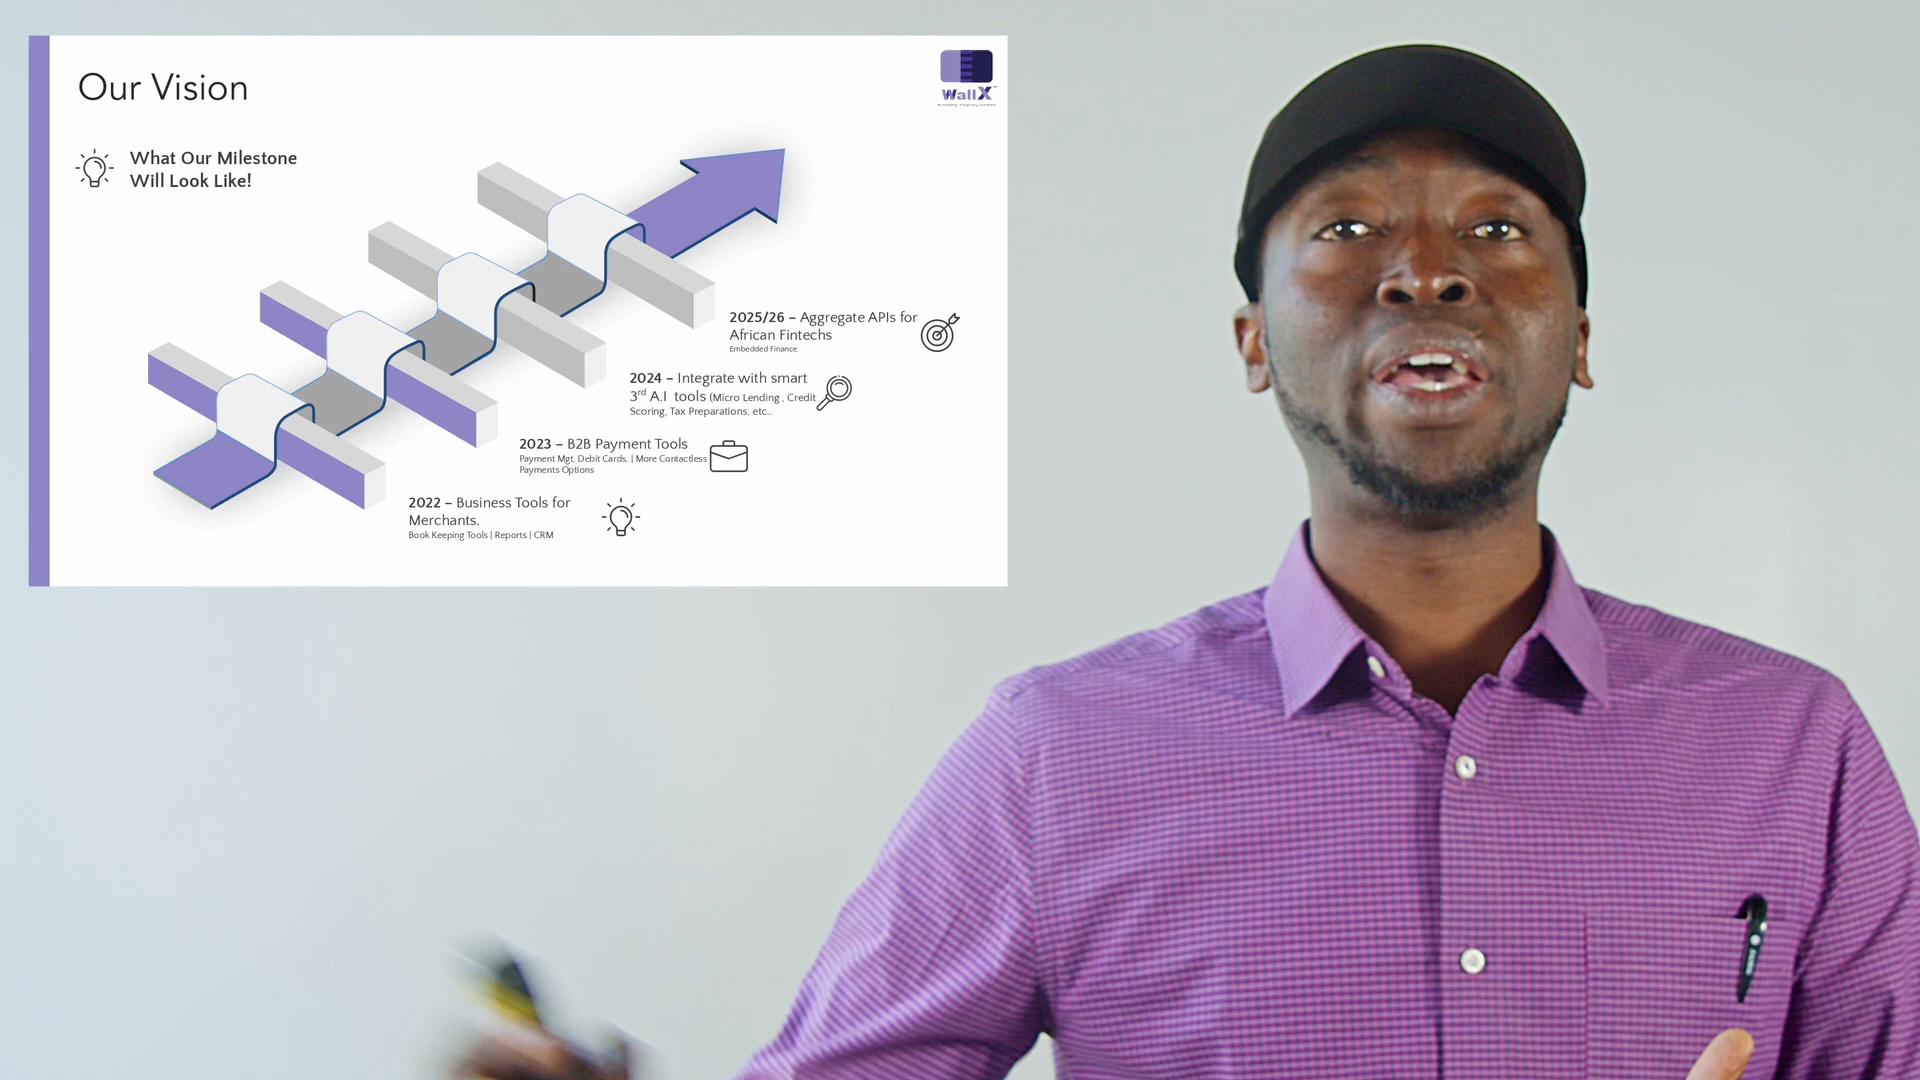 Our Vision
WallX
What Our Milestone
Will Look Like!
2025/26 – Aggregate APIs for
African Fintechs
Embedded Finance
2024 – Integrate with smart
3rd A.I tools (Micro Lending , Credit
Scoring, Tax Preparations, etc..
2023 – B2B Payment Tools
Payment Mgt, Debit Cards, | More Contactless
Payments Options
2022 – Business Tools for
Merchants.
Book Keeping Tools | Reports | CRM